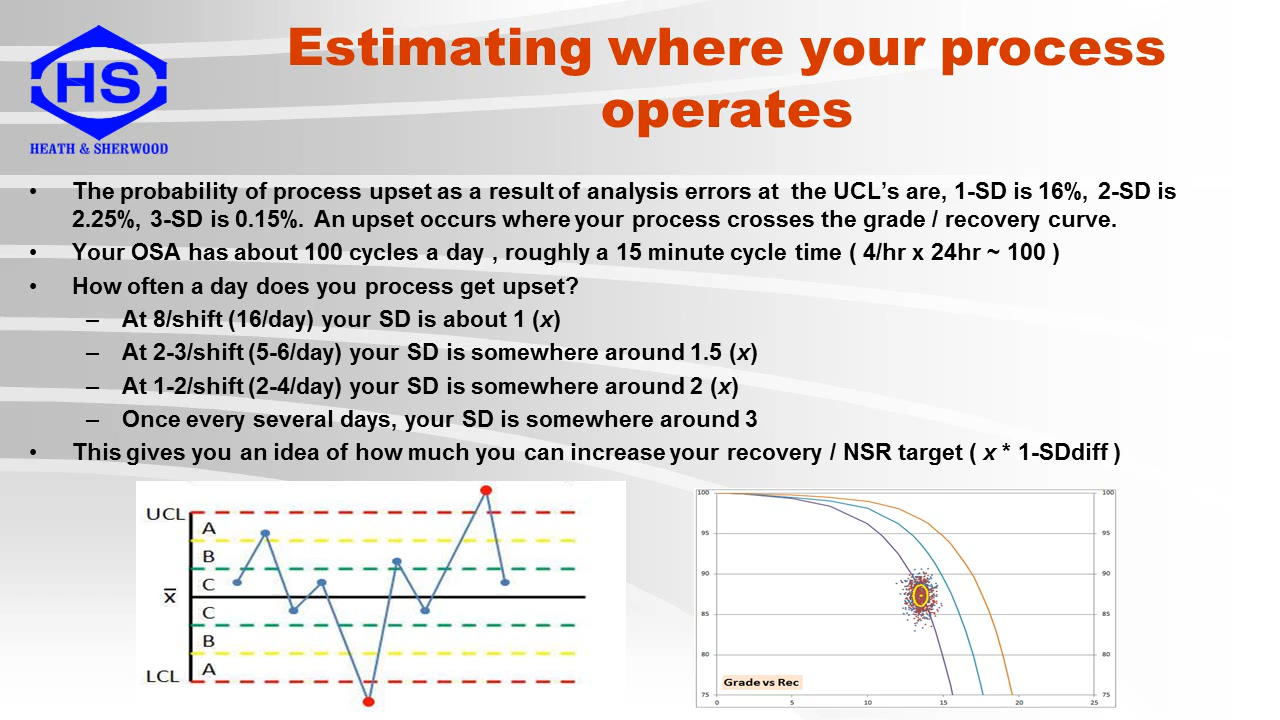 HS
HEATH & SHERWOOD
Estimating where your process
operates
• The probability of process upset as a result of analysis errors at the UCL’s are, 1-SD is 16%, 2-SD is
2.25%, 3-SD is 0.15%. An upset occurs where your process crosses the grade / recovery curve.
• Your OSA has about 100 cycles a day , roughly a 15 minute cycle time ( 4/hr x 24hr ~ 100 )
• How often a day does you process get upset?
– At 8/shift (16/day) your SD is about 1 (x)
– At 2-3/shift (5-6/day) your SD is somewhere around 1.5 (x)
– At 1-2/shift (2-4/day) your SD is somewhere around 2 (x)
– Once every several days, your SD is somewhere around 3
• This gives you an idea of how much you can increase your recovery / NSR target ( x * 1-SDdiff )
UCL
A
B
C
x̄
C
B
A
LCL
100 100
95 95
90 90
85 85
80 80
75 75
Grade vs Rec
0 5 10 15 20 25